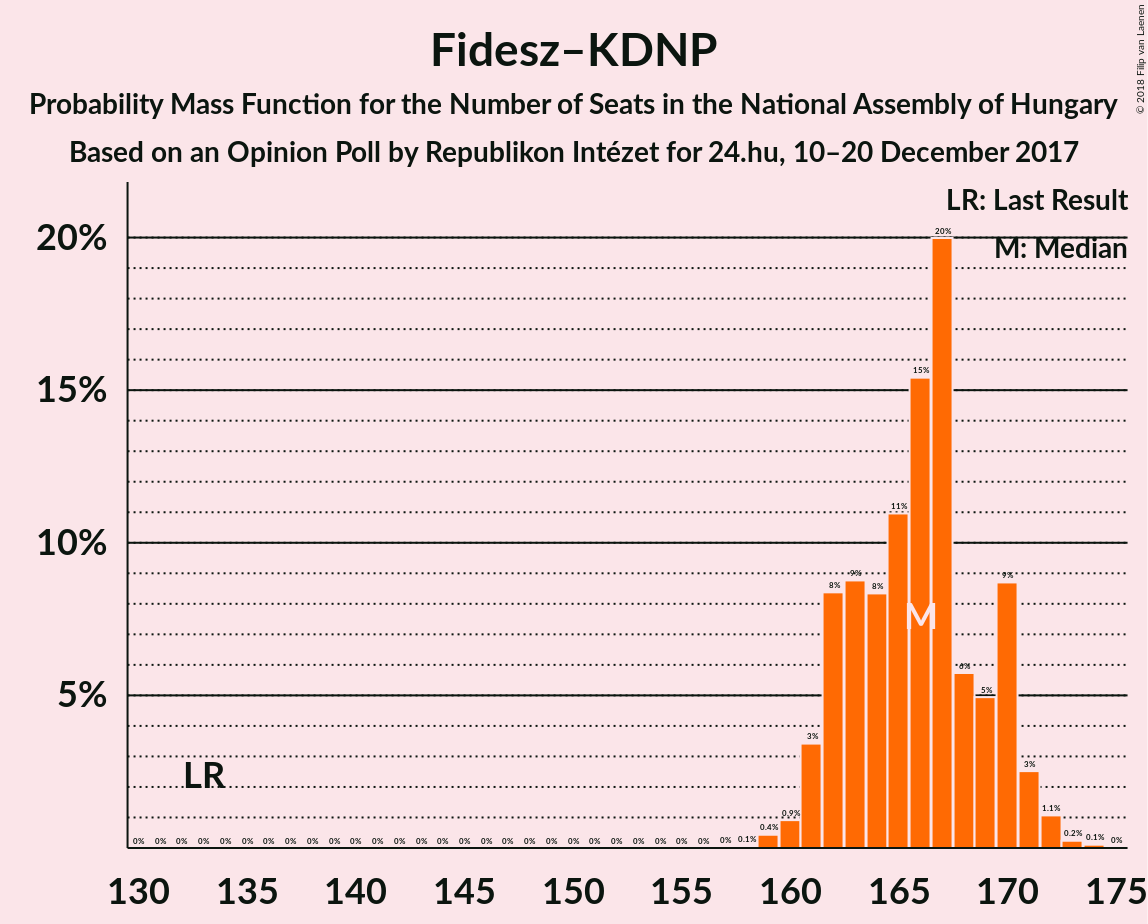 Fidesz–KDNP
Probability Mass Function for the Number of Seats in the National Assembly of Hungary
Based on an Opinion Poll by Republikon Intézet for 24.hu, 10–20 December 2017
© 2018 Filip van Laenen
LR: Last Result
M: Median
20%
15%
10%
5%
LR
M
0% 0% 0% 0% 0% 0% 0% 0% 0% 0% 0% 0% 0% 0% 0% 0% 0% 0% 0% 0% 0% 0% 0% 0% 0% 0% 0% 0% 0.1% 0.4% 0.9% 3% 8% 9% 8% 11% 15% 20% 6% 5% 9% 3% 1.1% 0.2% 0.1% 0%
130 135 140 145 150 155 160 165 170 175